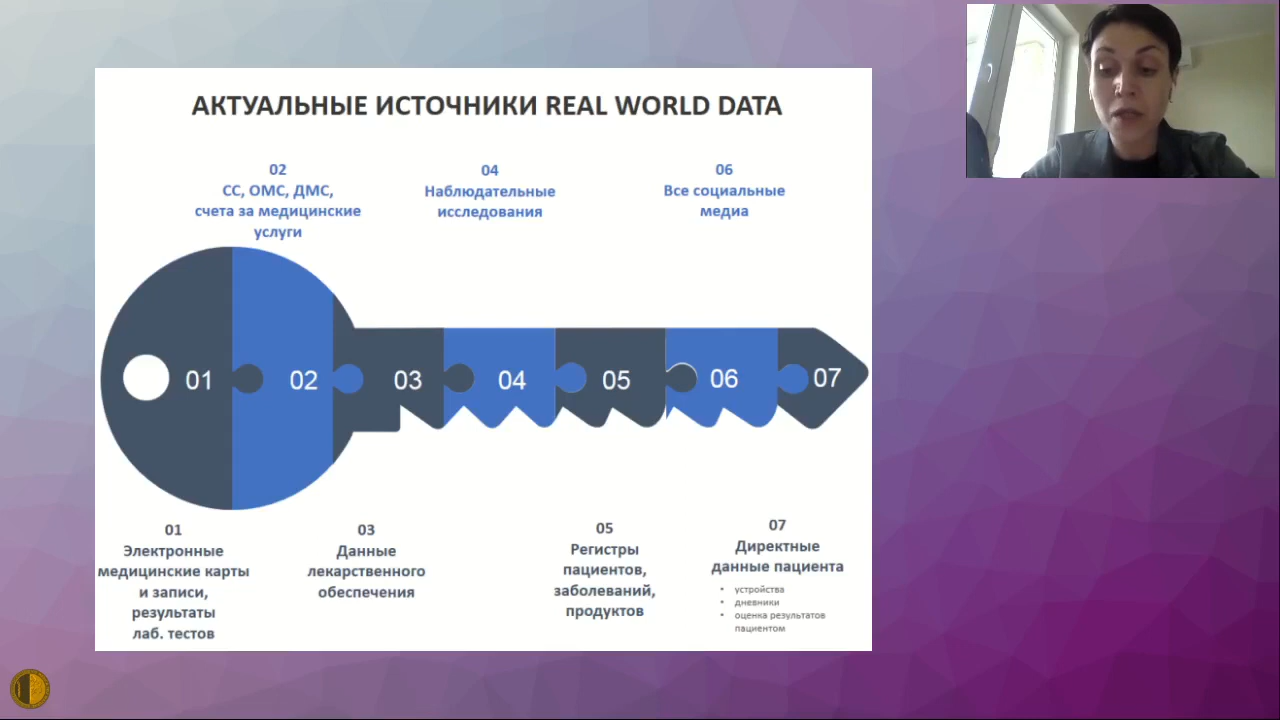 АКТУАЛЬНЫЕ ИСТОЧНИКИ REAL WORLD DATA
02
СС, ОМС, ДМС,
счета за медицинские
услуги
04
Наблюдательные
исследования
06
Все социальные
медиа
01
02
03
04
05
06
07
01
Электронные
медицинские карты
и записи,
результаты
лаб. тестов
03
Данные
лекарственного
обеспечения
05
Регистры
пациентов,
заболеваний,
продуктов
07
Директные
данные пациента
• устройства
• дневники
• оценка результатов
пациентом